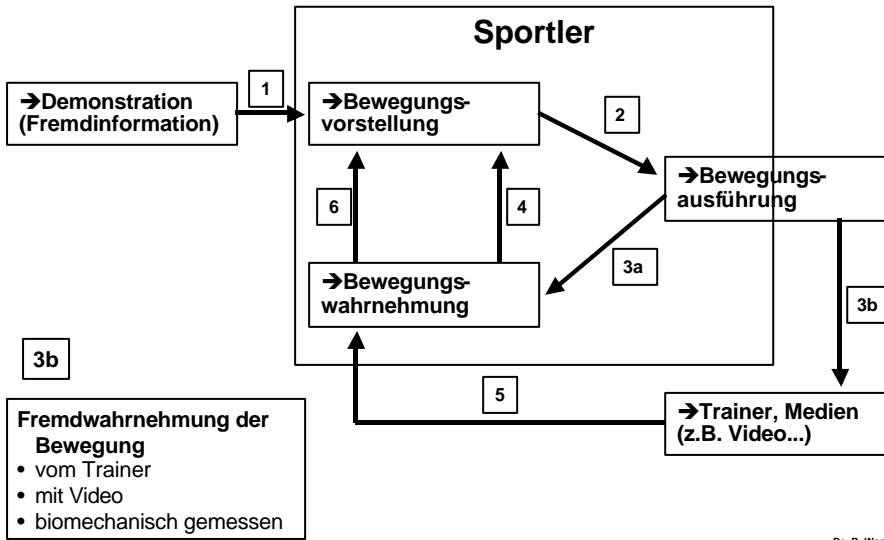 Sportler
1
➔Demonstration
(Fremdinformation)
➔Bewegungs-
vorstellung
2
➔Bewegungs-
ausführung
6
4
3a
➔Bewegungs-
wahrnehmung
3b
3b
5
➔Trainer, Medien
(z.B. Video...)
Fremdwahrnehmung der
Bewegung
• vom Trainer
• mit Video
• biomechanisch gemessen